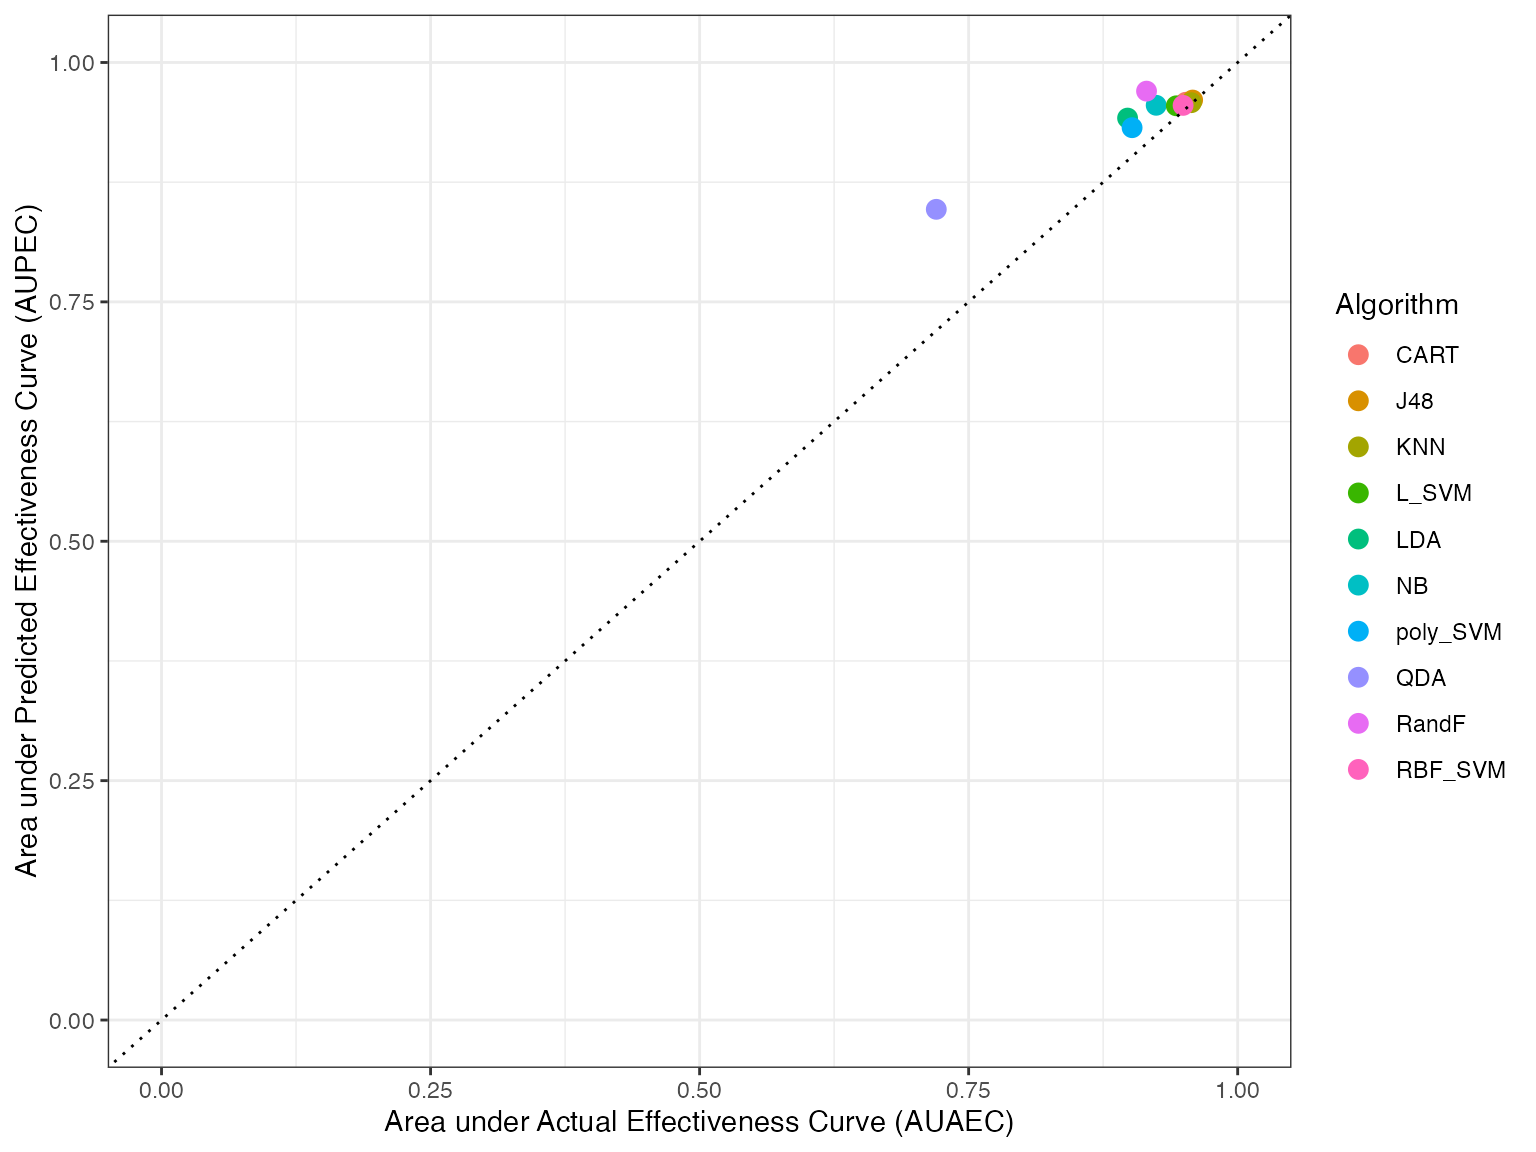 Area under Predicted Effectiveness Curve (AUPEC)
1.00
0.75
0.50
0.25
0.00
0.00 0.25 0.50 0.75 1.00
Area under Actual Effectiveness Curve (AUAEC)
Algorithm
CART
J48
KNN
L_SVM
LDA
NB
poly_SVM
QDA
RandF
RBF_SVM